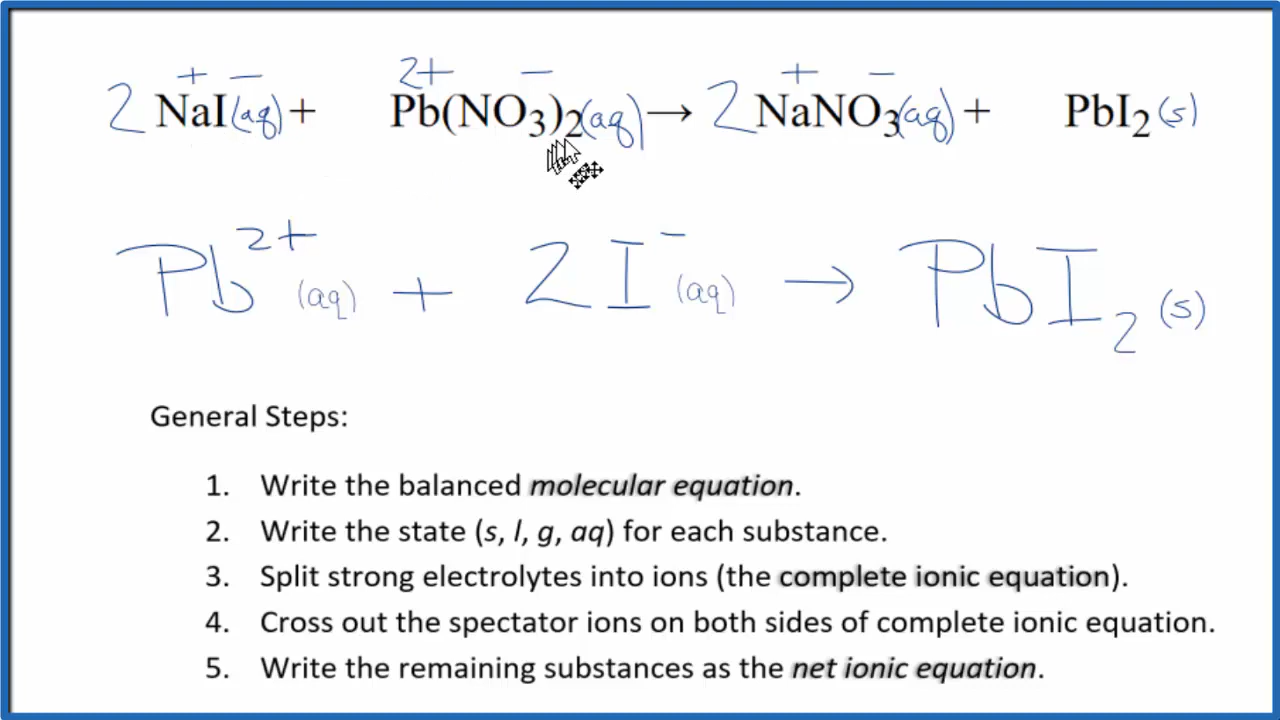 + − 2+ − + −
2 NaI(aq) + Pb(NO3)2(aq) → 2 NaNO3(aq) + PbI2(s)
Pb2+(aq) + 2I−(aq) → PbI2(s)
General Steps:
1. Write the balanced molecular equation.
2. Write the state (s, l, g, aq) for each substance.
3. Split strong electrolytes into ions (the complete ionic equation).
4. Cross out the spectator ions on both sides of complete ionic equation.
5. Write the remaining substances as the net ionic equation.